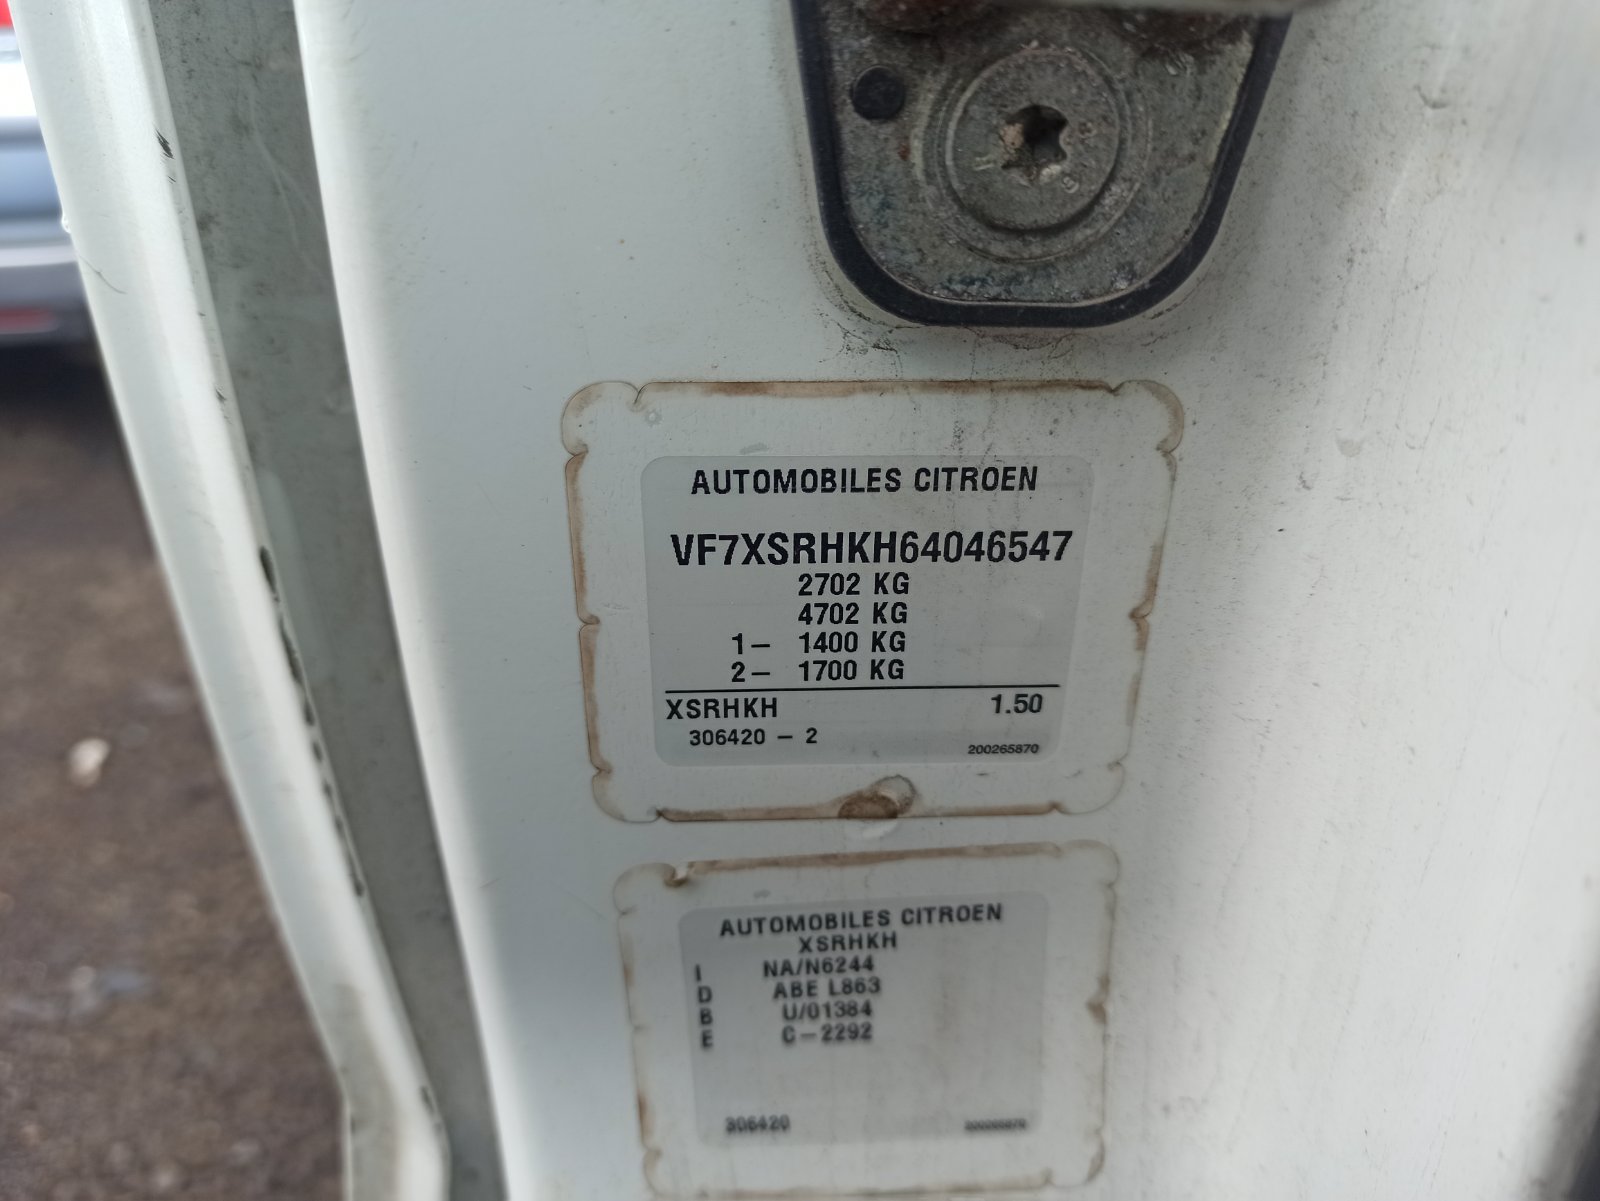 AUTOMOBILES CITROEN
VF7XSRHKH64046547
2702 KG
4702 KG
1- 1400 KG
2- 1700 KG
XSRHKH 1.50
306420 - 2 200265870
AUTOMOBILES CITROEN
XSRHKH
I NA/N6244
D ABE L863
B U/01384
E C-2292
306420